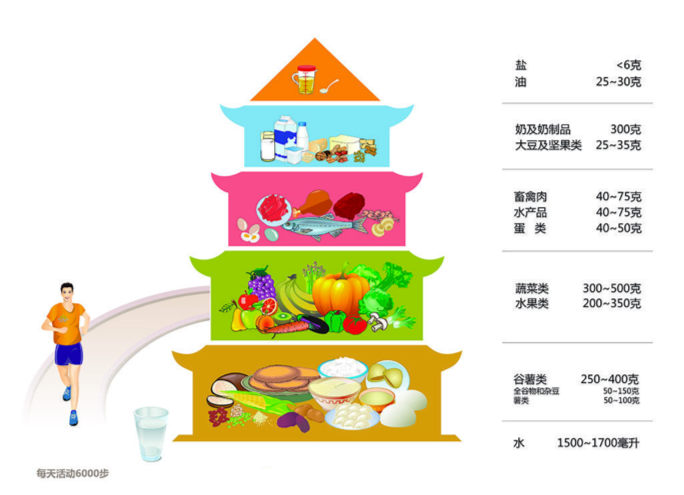 盐 <6克
油 25~30克
奶及奶制品 300克
大豆及坚果类 25~35克
畜禽肉 40~75克
水产品 40~75克
蛋 类 40~50克
蔬菜类 300~500克
水果类 200~350克
谷薯类 250~400克
全谷物和杂豆 50~150克
薯类 50~100克
水 1500~1700毫升
每天活动6000步